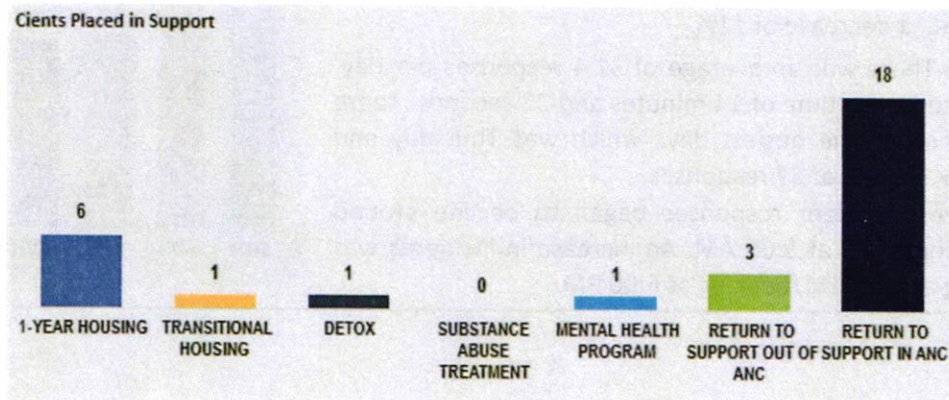 Cients Placed in Support
18
6
1
1
0
1
3
1-YEAR HOUSING
TRANSITIONAL
HOUSING
DETOX
SUBSTANCE
ABUSE
TREATMENT
MENTAL HEALTH
PROGRAM
RETURN TO
SUPPORT OUT OF
ANC
RETURN TO
SUPPORT IN ANC